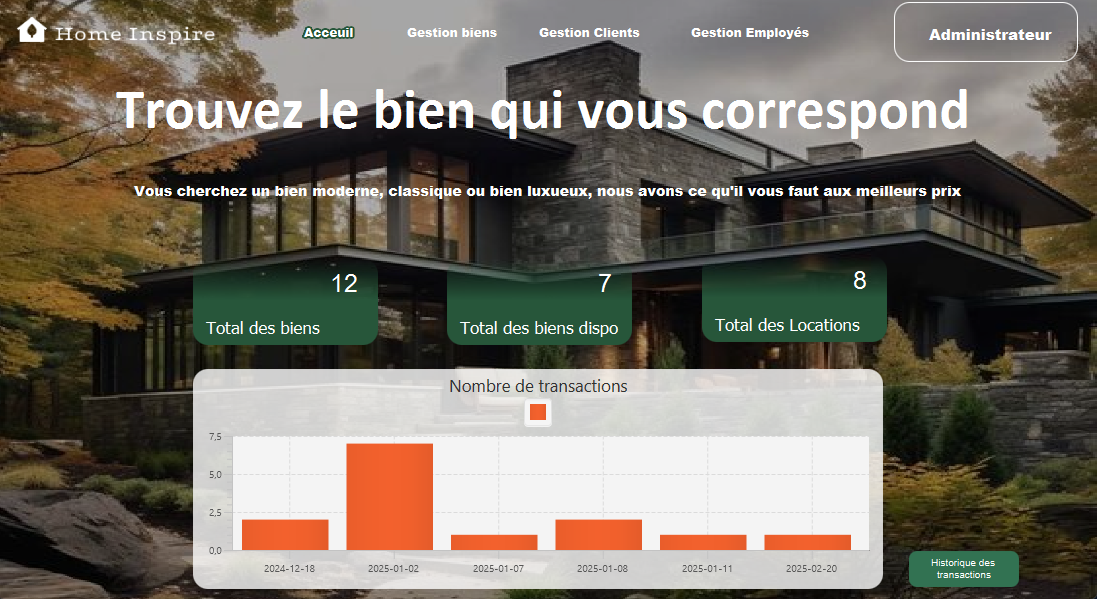 Home Inspire
Acceuil
Gestion biens
Gestion Clients
Gestion Employés
Administrateur
Trouvez le bien qui vous correspond
Vous cherchez un bien moderne, classique ou bien luxueux, nous avons ce qu'il vous faut aux meilleurs prix
12
Total des biens
7
Total des biens dispo
8
Total des Locations
Nombre de transactions
7,5
5,0
2,5
0,0
2024-12-18
2025-01-02
2025-01-07
2025-01-08
2025-01-11
2025-02-20
Historique des
transactions